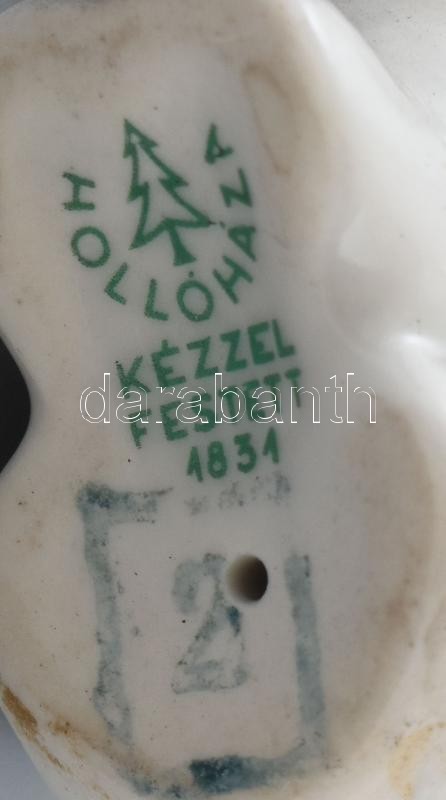 HOLLÓHÁZA
KÉZZEL
FESTETT
1831
darabanth
2